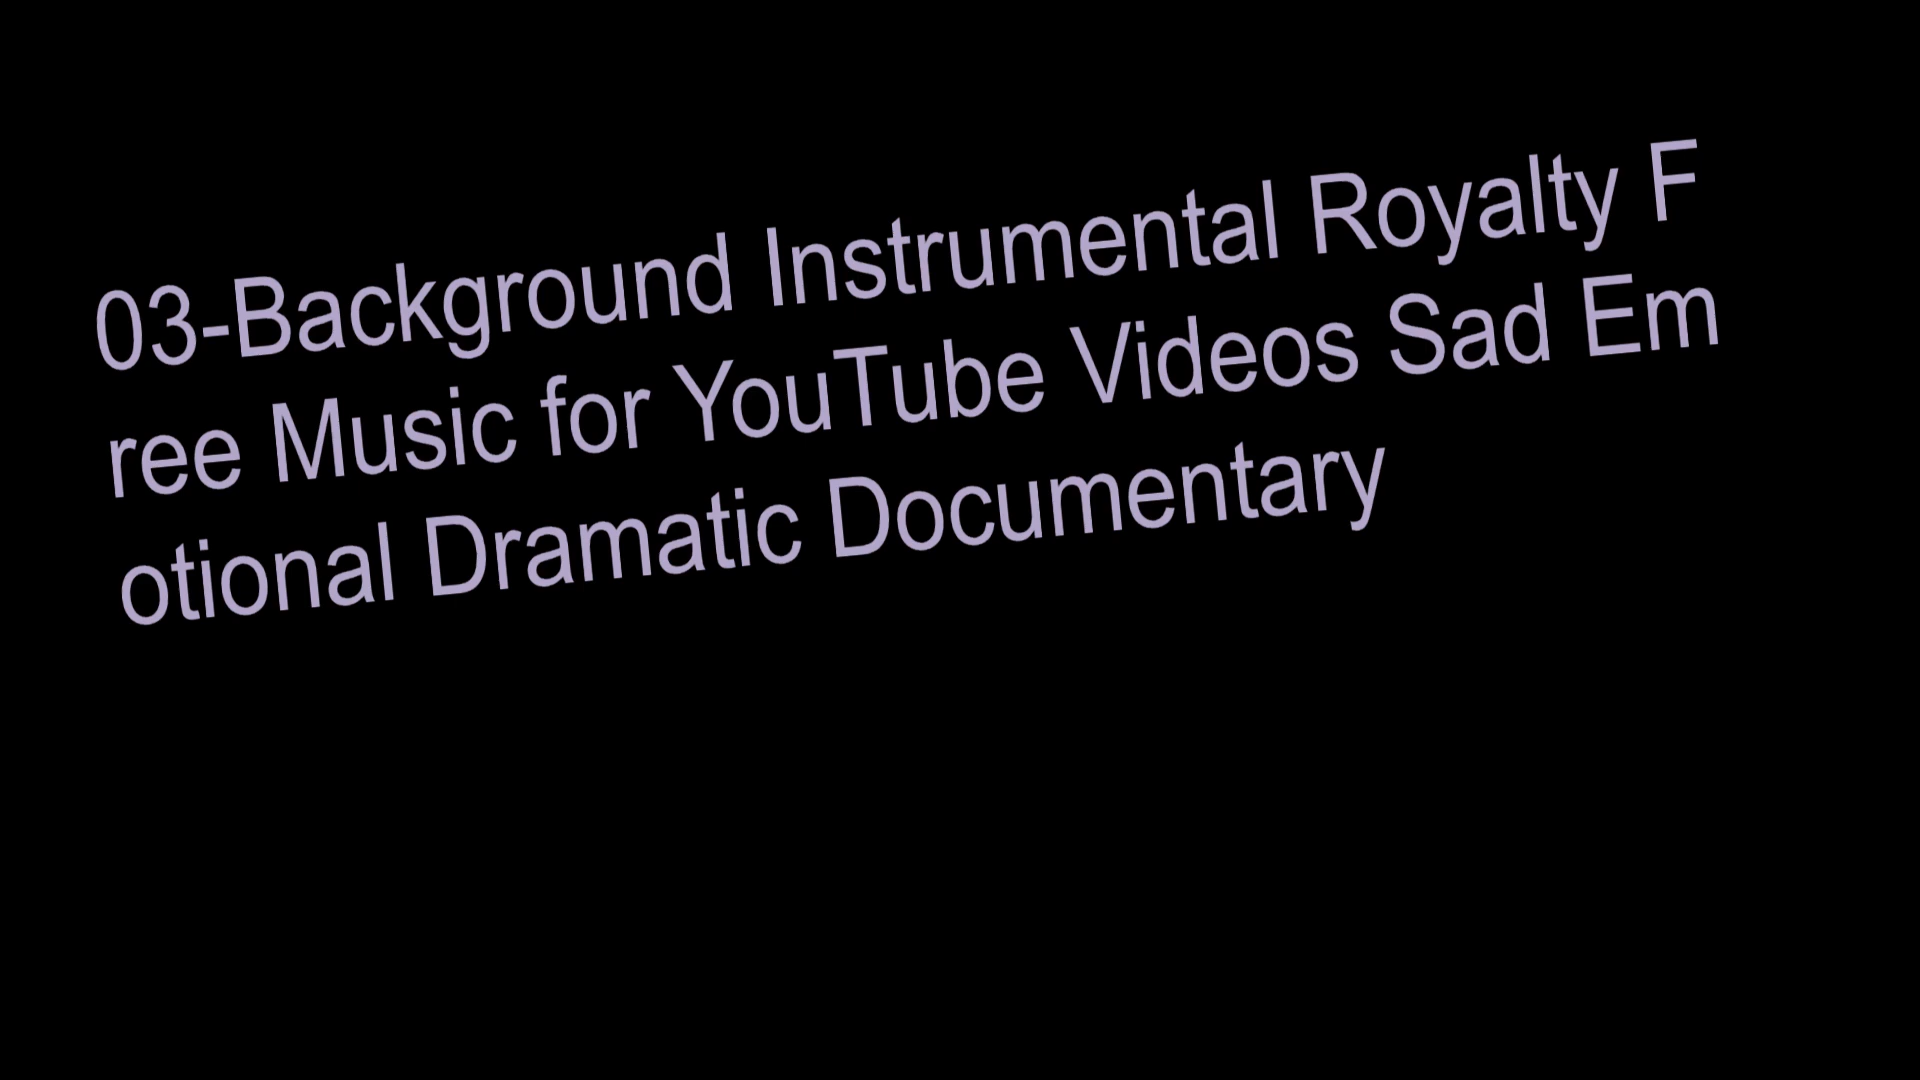 03-Background Instrumental Royalty F
ree Music for YouTube Videos Sad Em
otional Dramatic Documentary